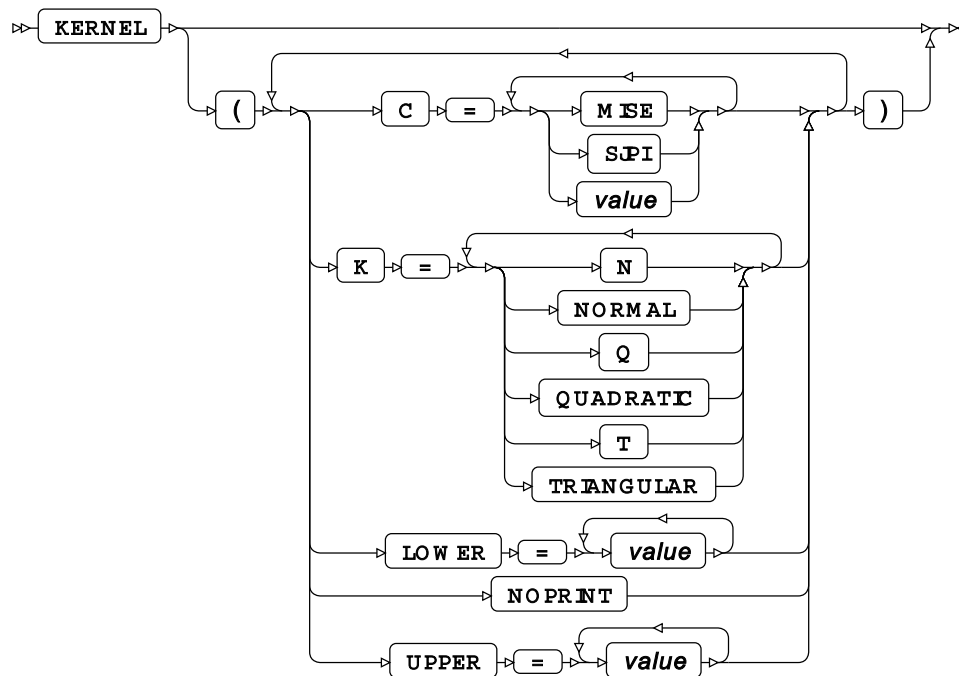 KERNEL
( C = MISE )
SJPI
value
K = N
NORMAL
Q
QUADRATIC
T
TRIANGULAR
LOWER = value
NOPRINT
UPPER = value